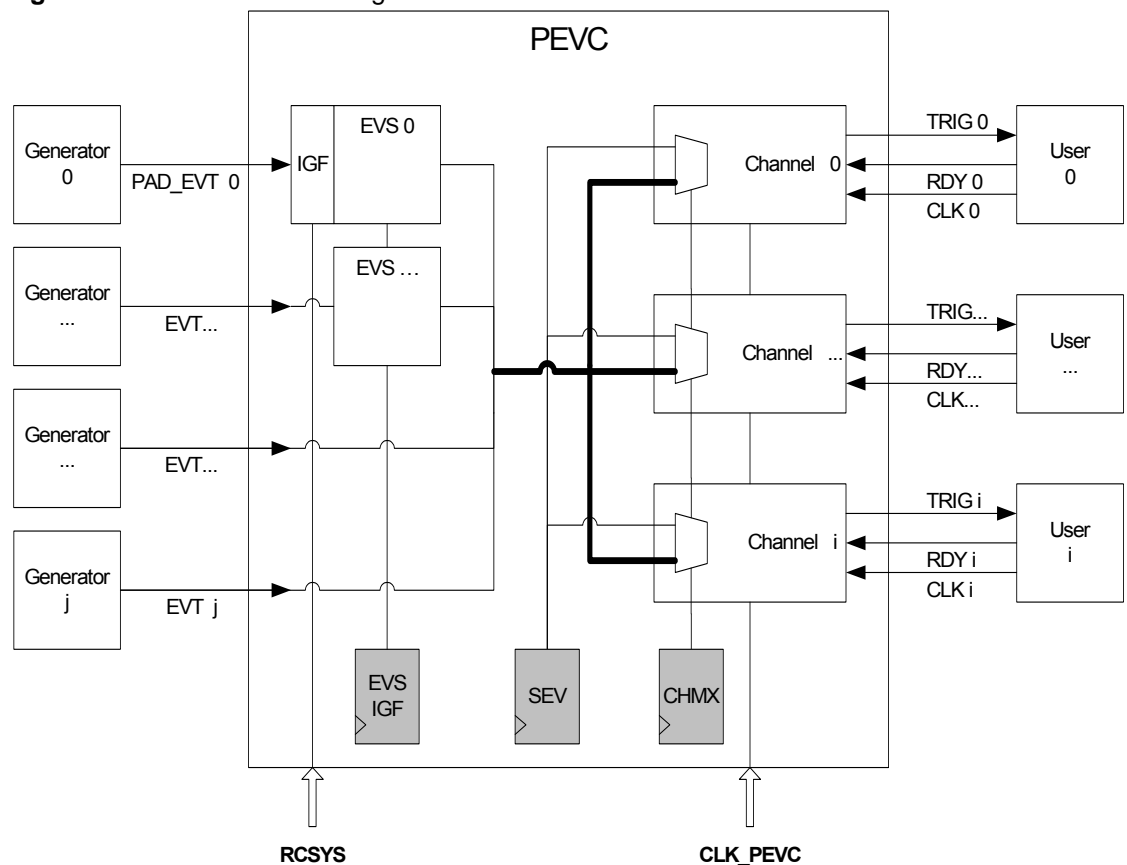 PEVC
Generator
0
PAD_EVT 0
IGF
EVS 0
Channel 0
TRIG 0
RDY 0
CLK 0
User
0
Generator
...
EVT...
EVS ...
Channel ...
TRIG...
RDY...
CLK...
User
...
Generator
...
EVT...
Generator
j
EVT j
Channel i
TRIG i
RDY i
CLK i
User
i
EVS
IGF
SEV
CHMX
RCSYS
CLK_PEVC